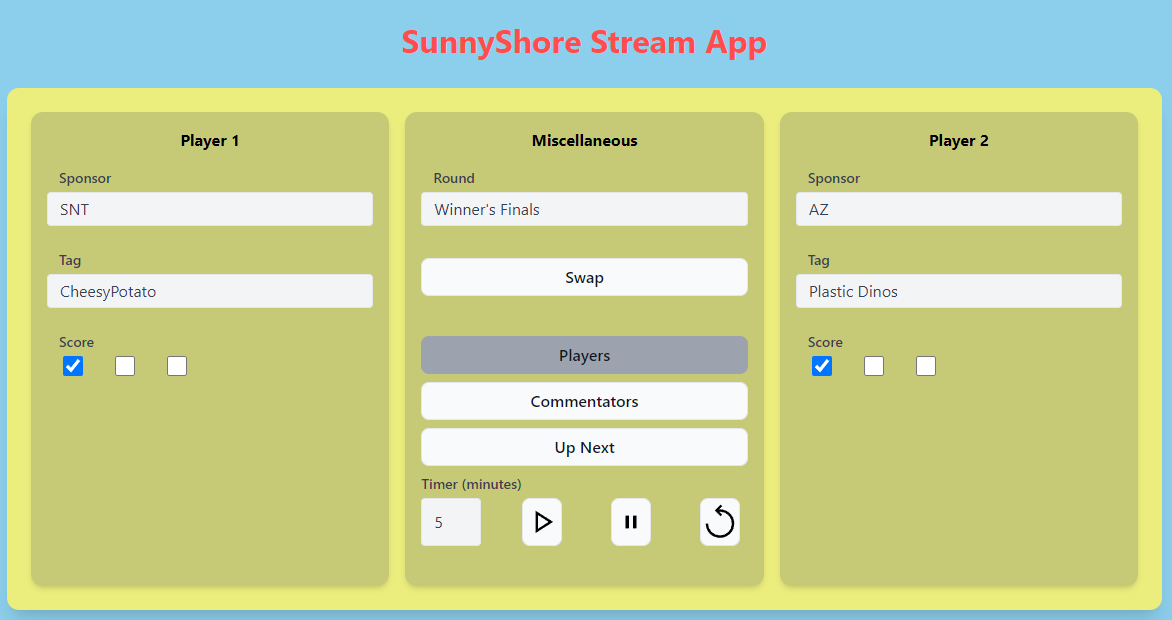 SunnyShore Stream App
Player 1
Sponsor
SNT
Tag
CheesyPotato
Score
Miscellaneous
Round
Winner's Finals
Swap
Players
Commentators
Up Next
Timer (minutes)
5
Player 2
Sponsor
AZ
Tag
Plastic Dinos
Score